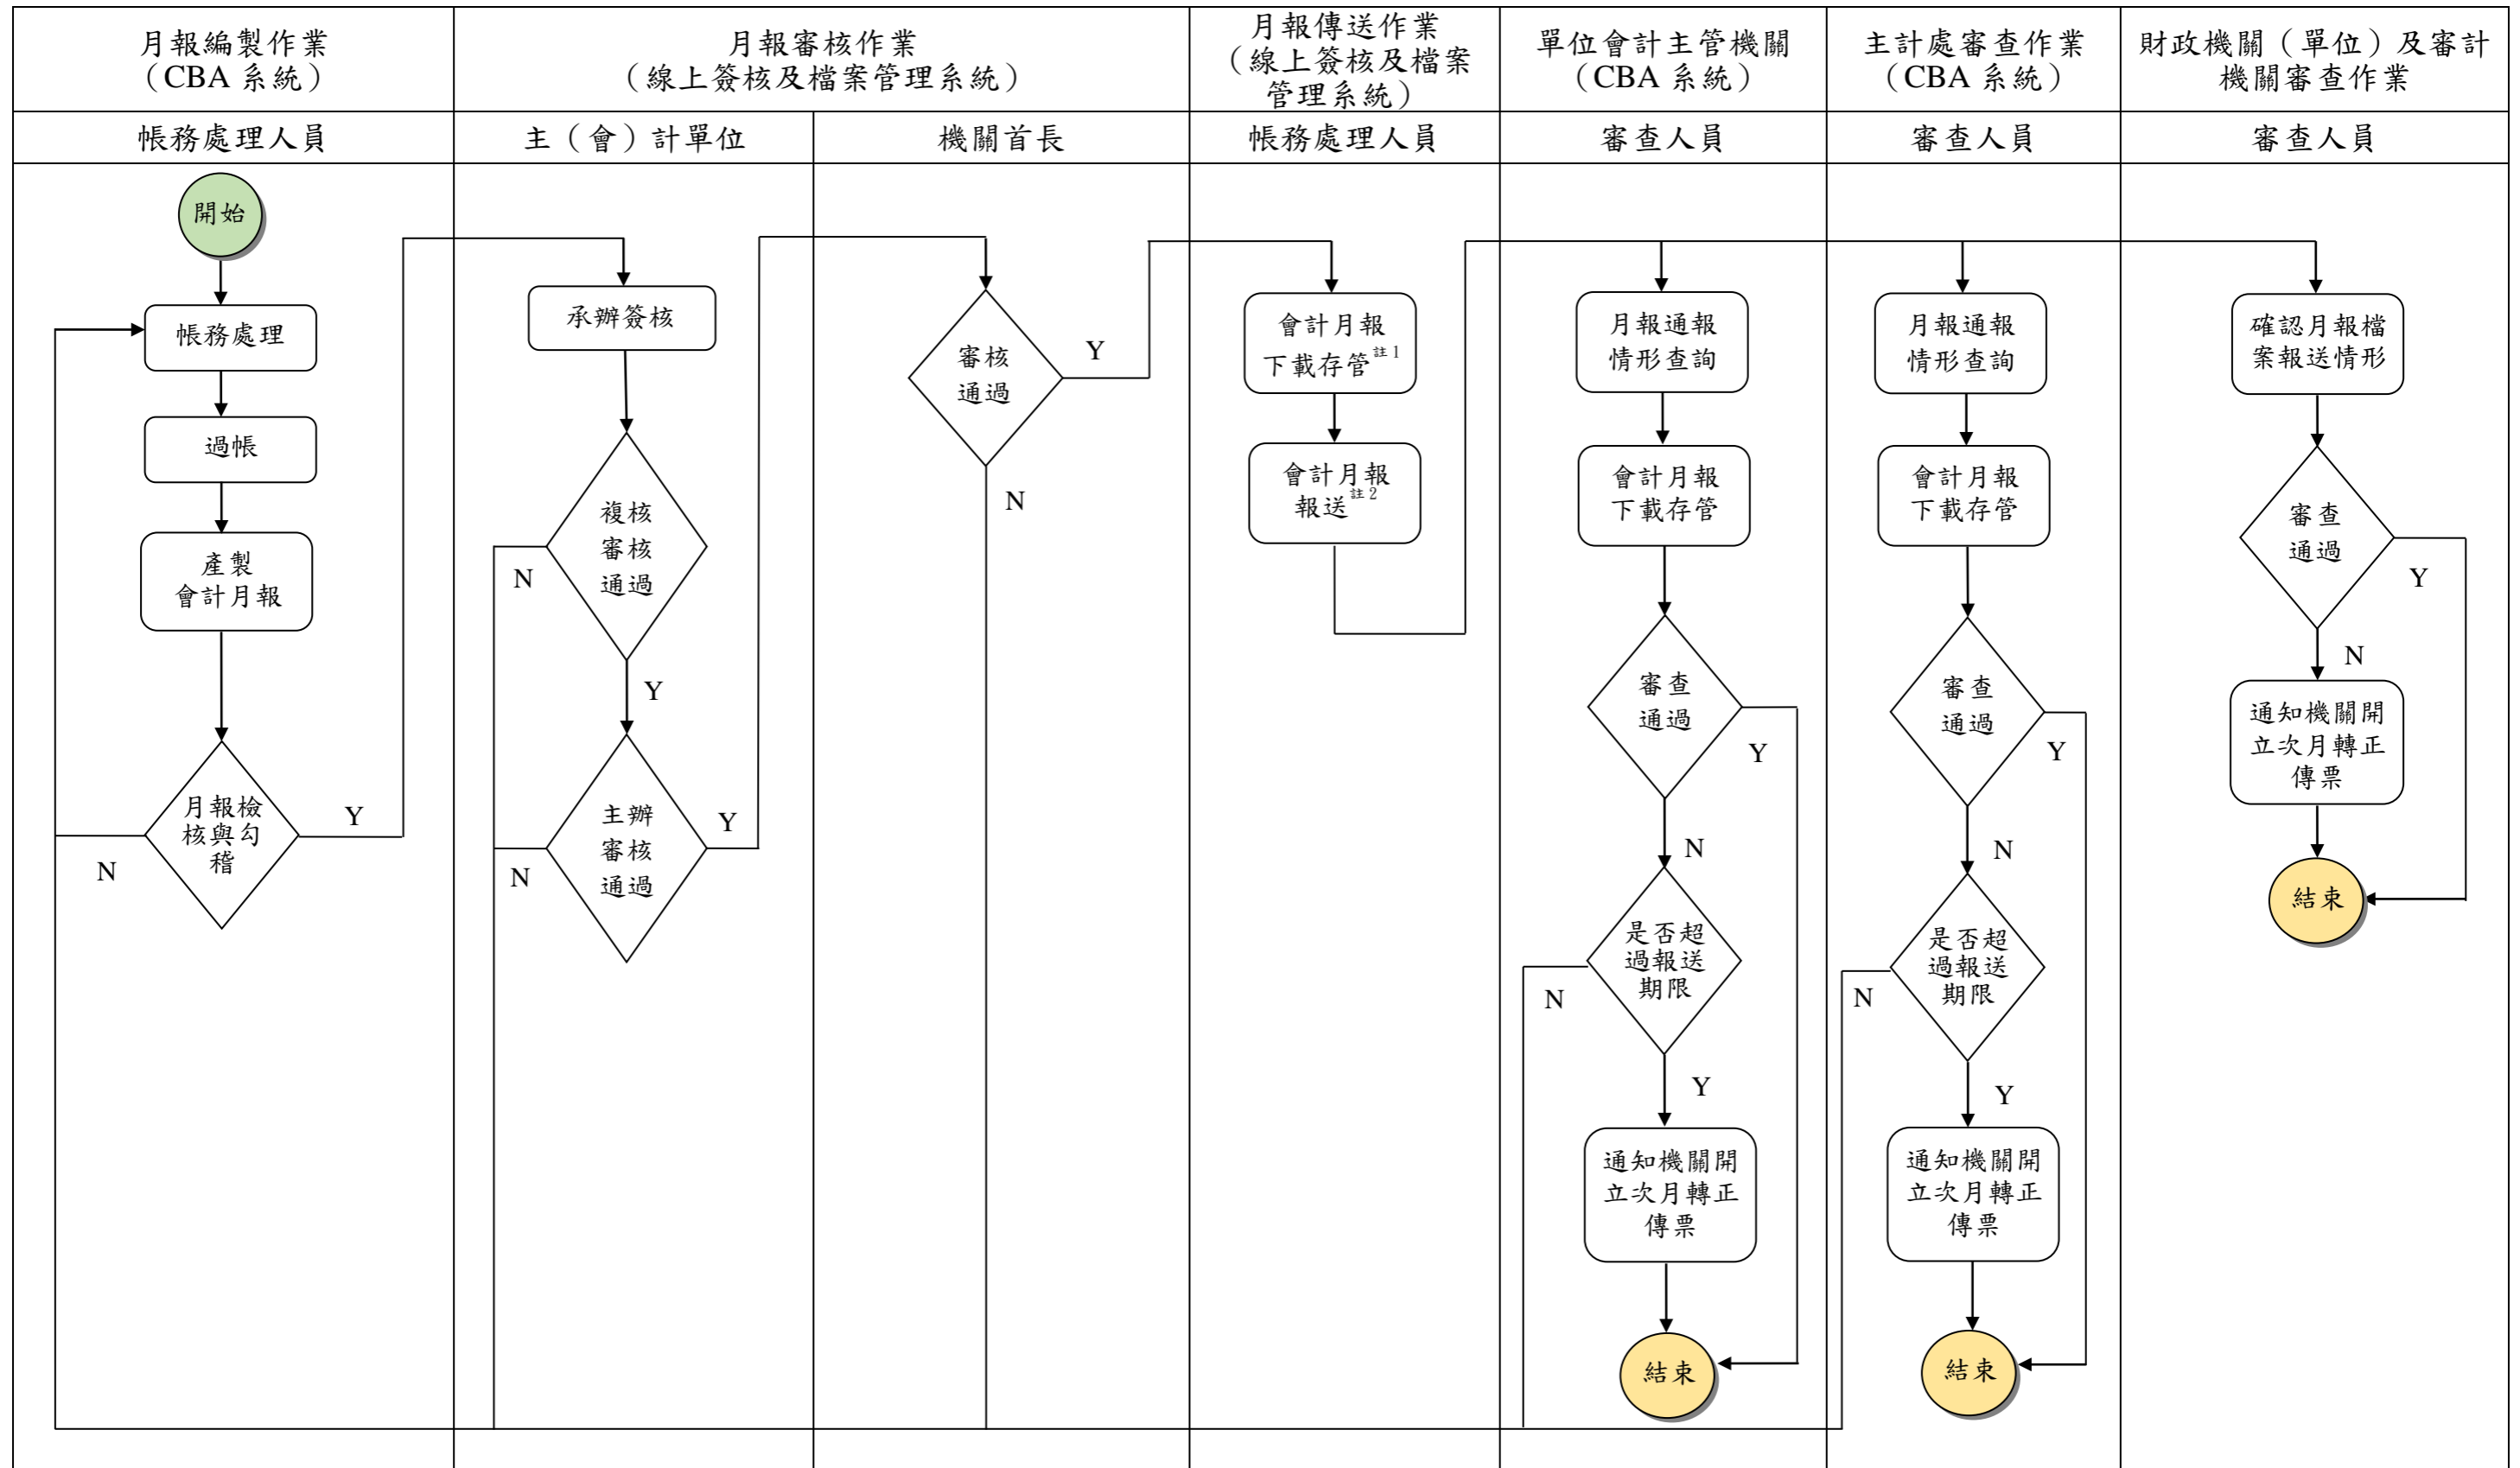 月報編製作業
（CBA 系統）
月報審核作業
（線上簽核及檔案管理系統）
月報傳送作業
（線上簽核及檔案
管理系統）
單位會計主管機關
（CBA 系統）
主計處審查作業
（CBA 系統）
財政機關（單位）及審計
機關審查作業
帳務處理人員
主（會）計單位
機關首長
帳務處理人員
審查人員
審查人員
審查人員
開始
帳務處理
過帳
產製
會計月報
月報檢
核與勾
稽
Y
N
承辦簽核
複核
審核
通過
N
Y
主辦
審核
通過
Y
N
審核
通過
Y
N
會計月報
下載存管註1
會計月報
報送註2
月報通報
情形查詢
會計月報
下載存管
審查
通過
Y
N
是否超
過報送
期限
N
Y
通知機關開
立次月轉正
傳票
結束
月報通報
情形查詢
會計月報
下載存管
審查
通過
Y
N
是否超
過報送
期限
N
Y
通知機關開
立次月轉正
傳票
結束
確認月報檔
案報送情形
審查
通過
Y
N
通知機關開
立次月轉正
傳票
結束